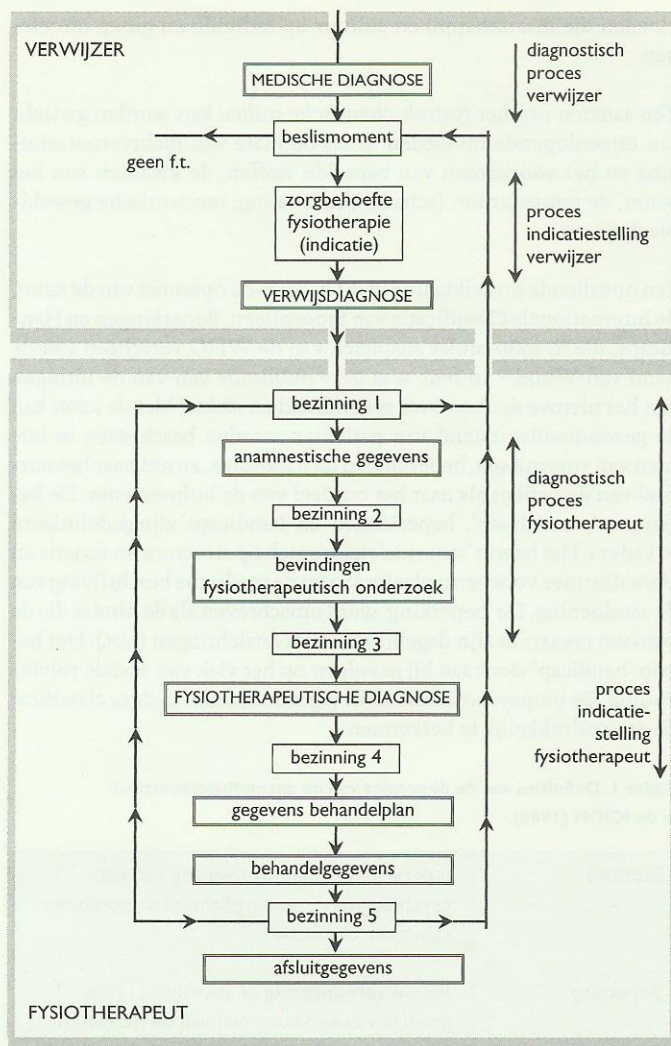 VERWIJZER
MEDISCHE DIAGNOSE
diagnostisch
proces
verwijzer
beslismoment
geen f.t.
zorgbehoefte
fysiotherapie
(indicatie)
proces
indicatiestelling
verwijzer
VERWIJSDIAGNOSE
bezinning 1
anamnestische gegevens
diagnostisch
proces
fysiotherapeut
bezinning 2
bevindingen
fysiotherapeutisch onderzoek
bezinning 3
FYSIOTHERAPEUTISCHE DIAGNOSE
proces
indicatie-
stelling
fysiotherapeut
bezinning 4
gegevens behandelplan
behandelgegevens
bezinning 5
afsluitgegevens
FYSIOTHERAPEUT